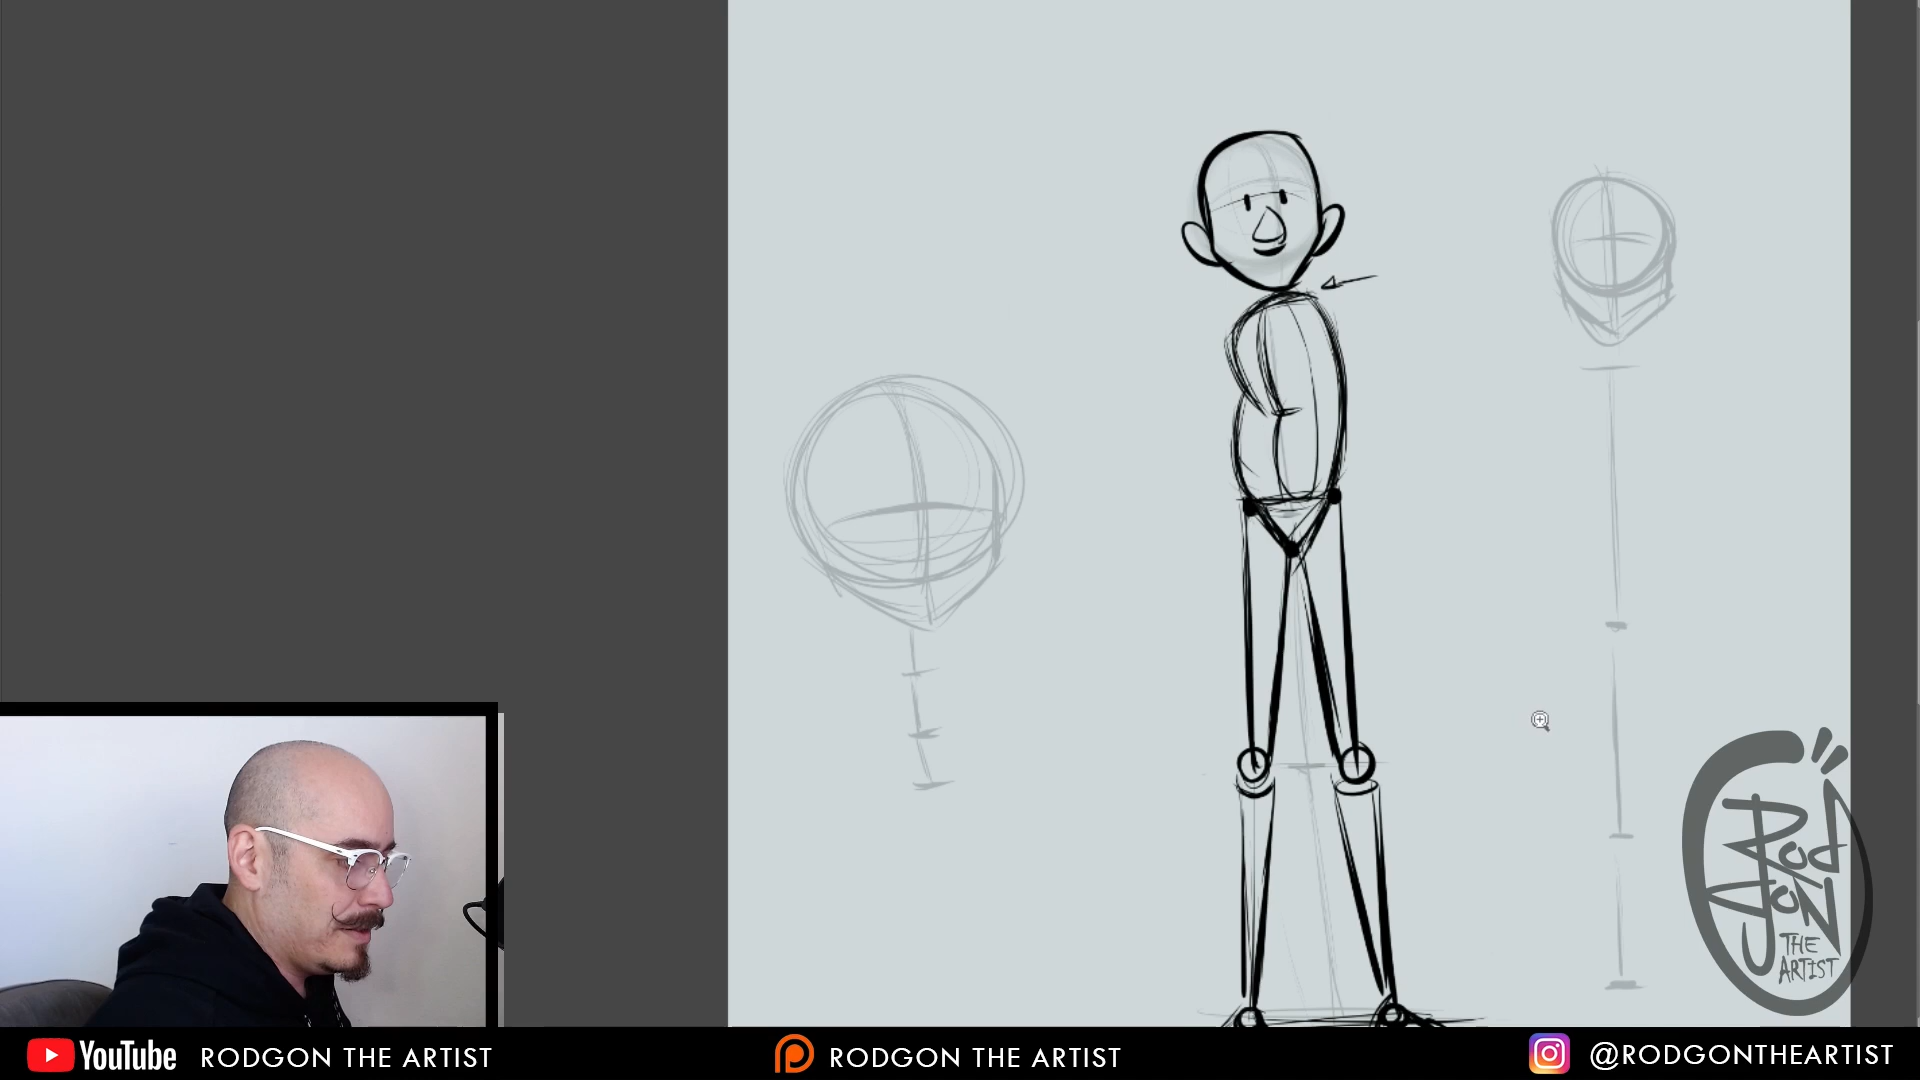 ROD
GON
THE
ARTIST
YouTube RODGON THE ARTIST
RODGON THE ARTIST
@RODGONTHEARTIST